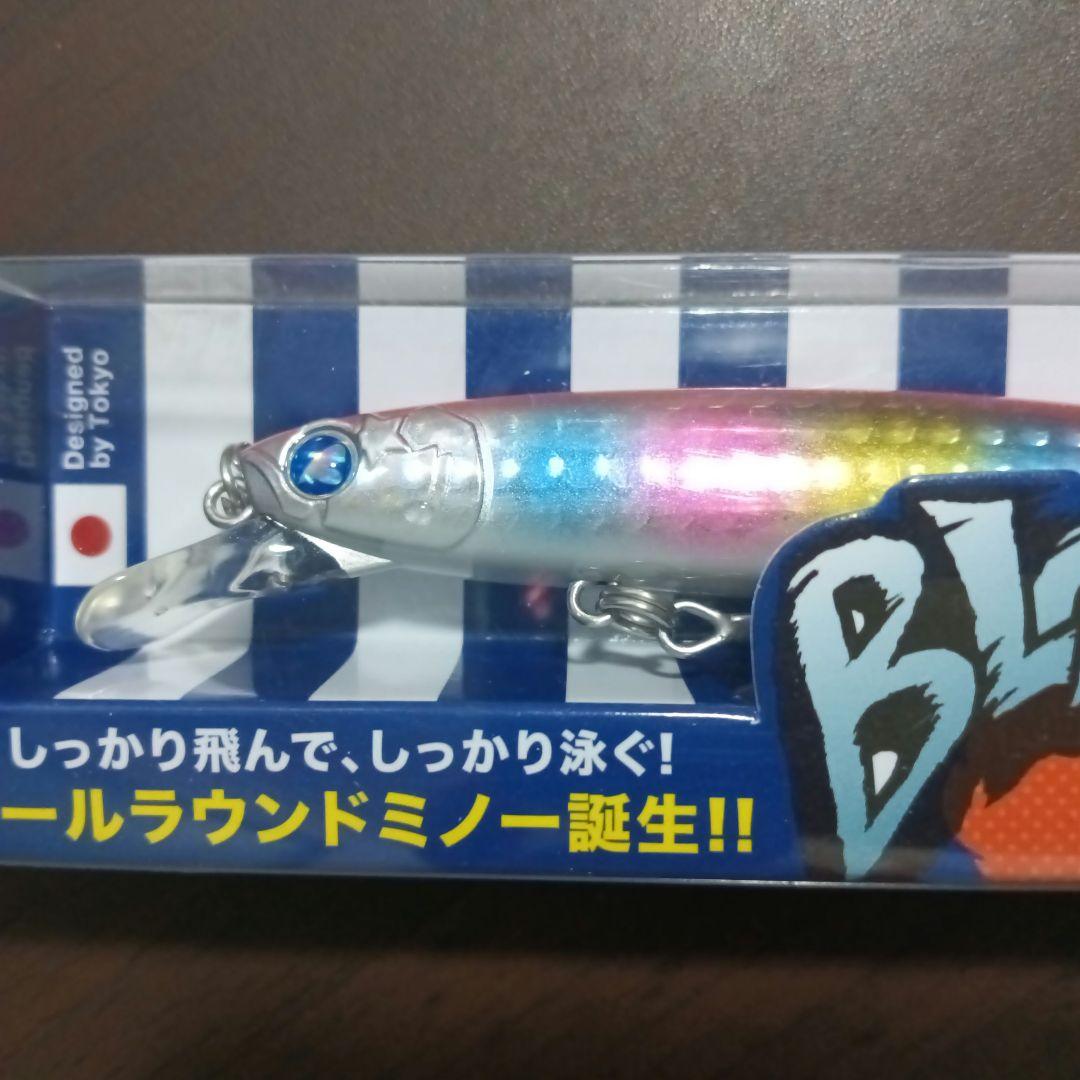 Designed
by Tokyo
しっかり飛んで、しっかり泳ぐ!
ールラウンドミノー誕生!!
BL